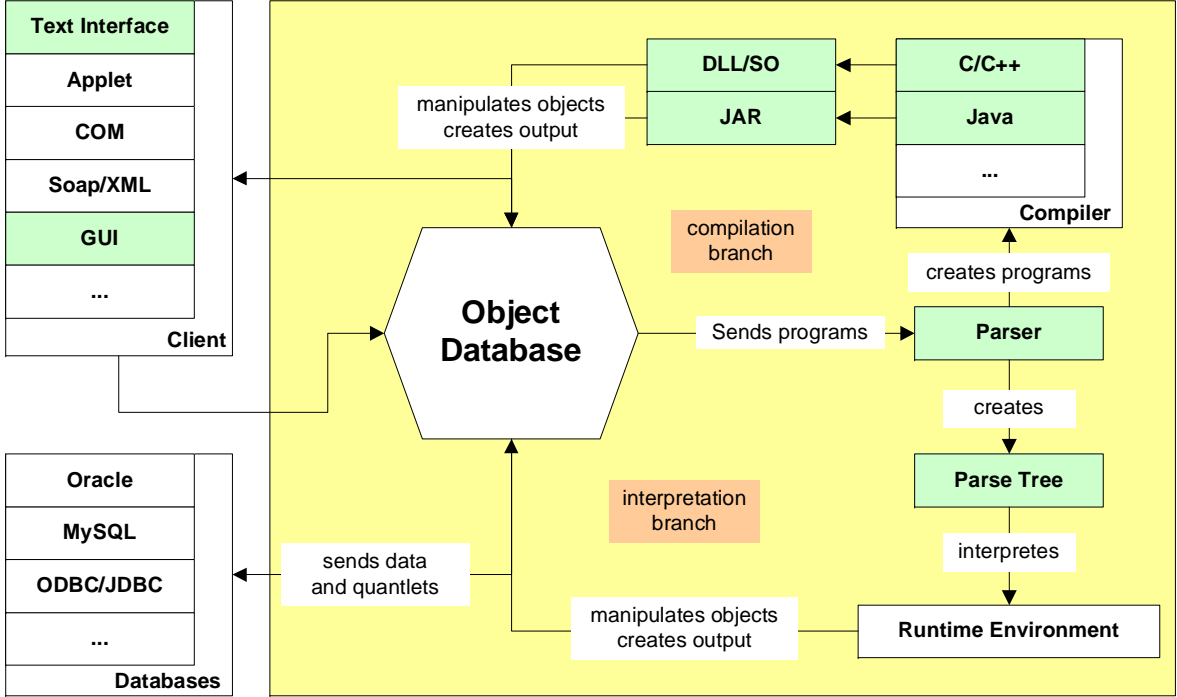 Text Interface
Applet
COM
Soap/XML
GUI
...
Client
Oracle
MySQL
ODBC/JDBC
...
Databases
manipulates objects
creates output
DLL/SO
JAR
C/C++
Java
...
Compiler
compilation
branch
creates programs
Object
Database
Sends programs
Parser
creates
Parse Tree
interpretation
branch
interpretes
sends data
and quantlets
manipulates objects
creates output
Runtime Environment